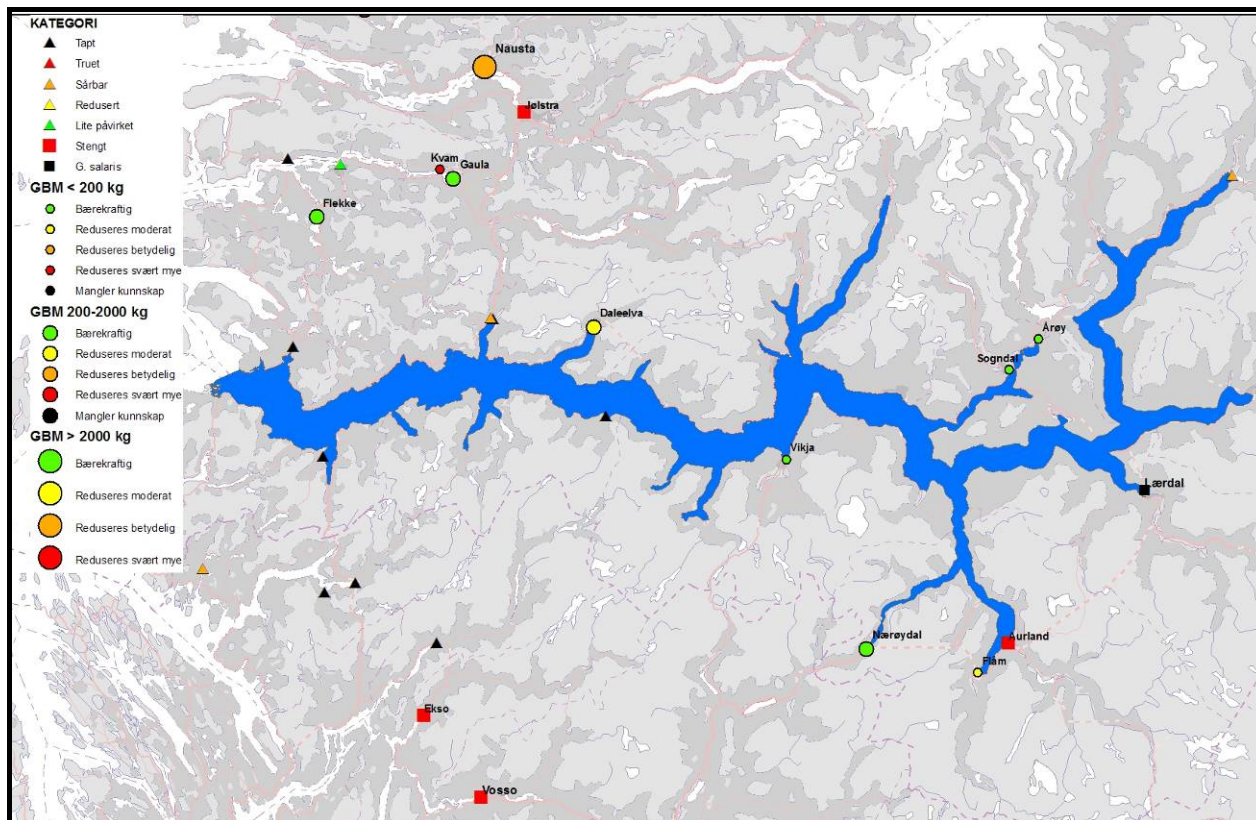 KATEGORI
Tapt
Truet
Sårbar
Redusert
Lite påvirket
Stengt
G. salaris
GBM < 200 kg
Bærekraftig
Reduseres moderat
Reduseres betydelig
Reduseres svært mye
Mangler kunnskap
GBM 200-2000 kg
Bærekraftig
Reduseres moderat
Reduseres betydelig
Reduseres svært mye
Mangler kunnskap
GBM > 2000 kg
Bærekraftig
Reduseres moderat
Reduseres betydelig
Reduseres svært mye
Nausta
Jølstra
Kvam
Gaula
Flekke
Daleelva
Årøy
Sogndal
Vikja
Lærdal
Nærøydal
Aurland
Flåm
Ekso
Vosso